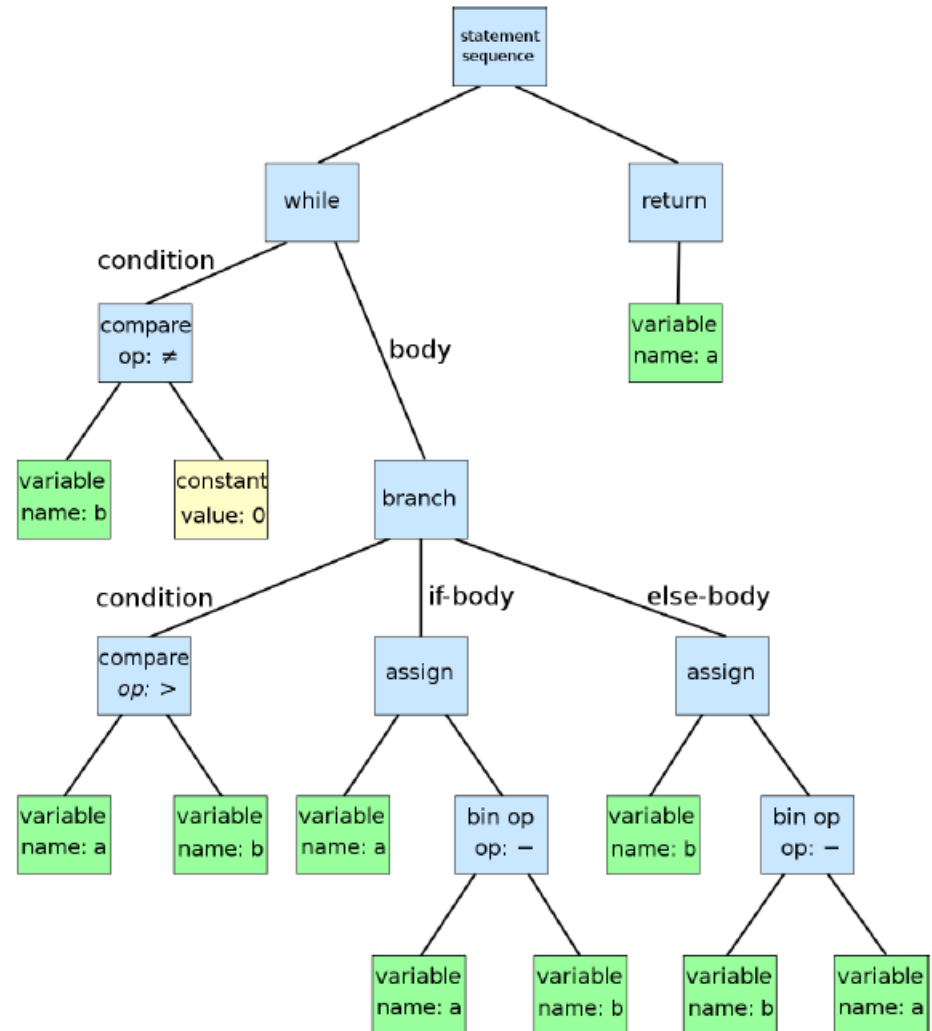 statement
sequence
while
return
condition
compare
op: ≠
body
variable
name: a
variable
name: b
constant
value: 0
branch
condition
if-body
else-body
compare
op: >
assign
assign
variable
name: a
variable
name: b
variable
name: a
bin op
op: −
variable
name: b
bin op
op: −
variable
name: a
variable
name: b
variable
name: b
variable
name: a